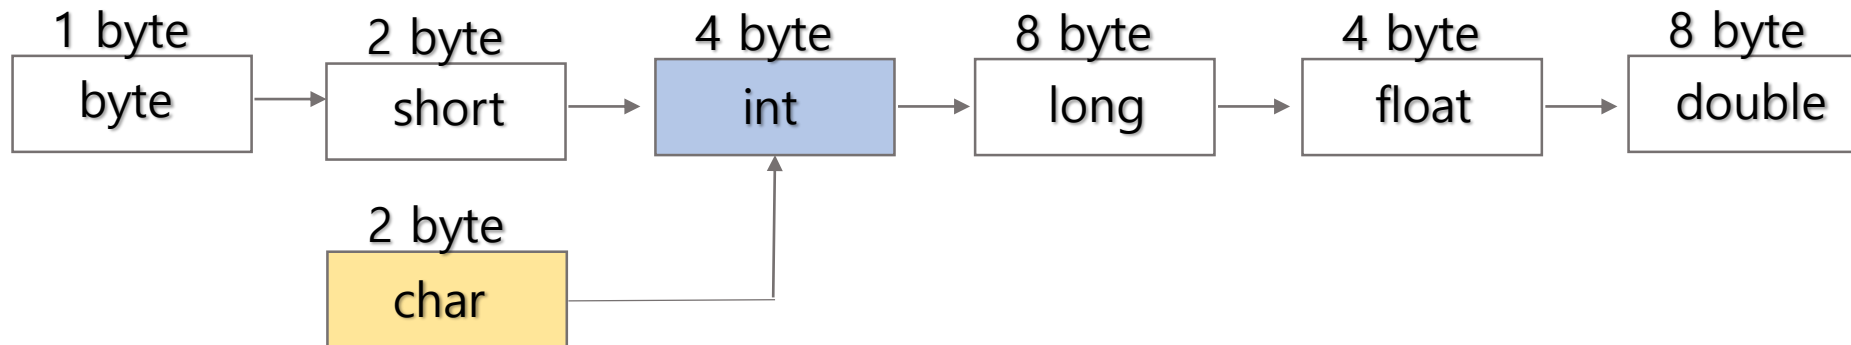 1 byte
byte
2 byte
short
4 byte
int
8 byte
long
4 byte
float
8 byte
double
2 byte
char